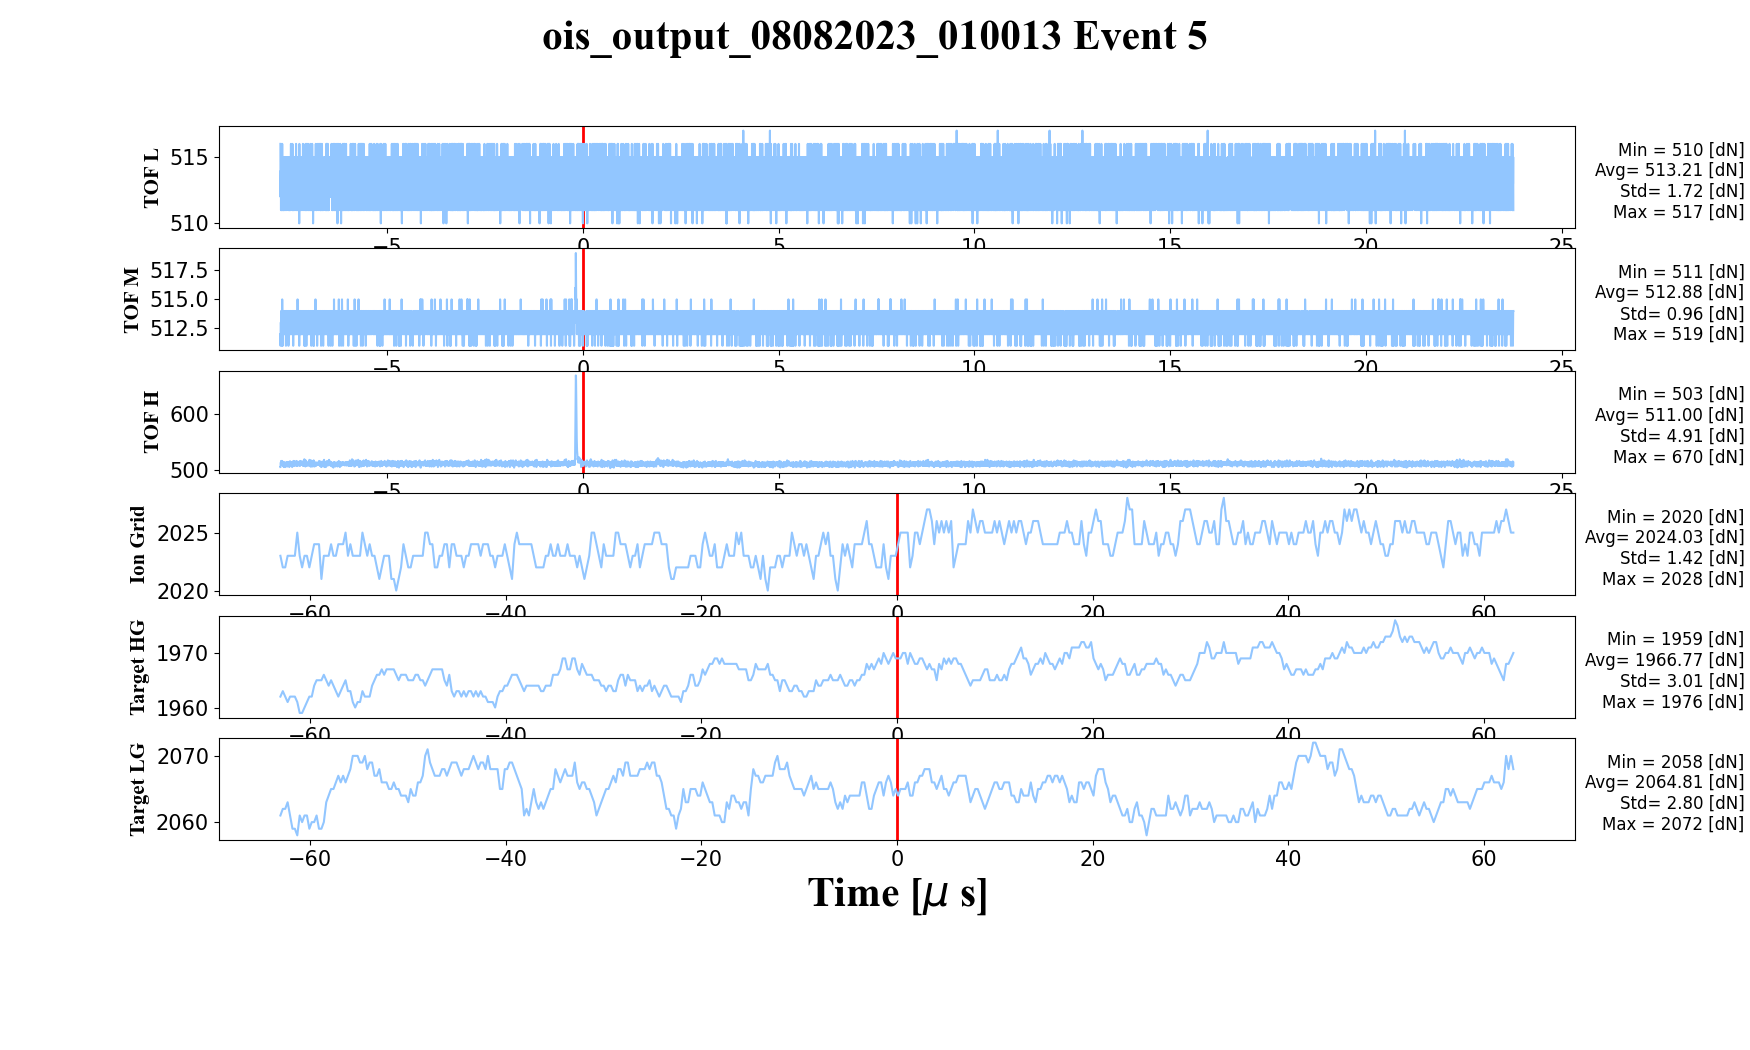 ois_output_08082023_010013 Event 5
TOF L
515
510
−5 0 5 10 15 20 25
Min = 510 [dN]
Avg= 513.21 [dN]
Std= 1.72 [dN]
Max = 517 [dN]
TOF M
517.5
515.0
512.5
−5 0 5 10 15 20 25
Min = 511 [dN]
Avg= 512.88 [dN]
Std= 0.96 [dN]
Max = 519 [dN]
TOF H
600
500
−5 0 5 10 15 20 25
Min = 503 [dN]
Avg= 511.00 [dN]
Std= 4.91 [dN]
Max = 670 [dN]
Ion Grid
2025
2020
−60 −40 −20 0 20 40 60
Min = 2020 [dN]
Avg= 2024.03 [dN]
Std= 1.42 [dN]
Max = 2028 [dN]
Target HG
1970
1960
−60 −40 −20 0 20 40 60
Min = 1959 [dN]
Avg= 1966.77 [dN]
Std= 3.01 [dN]
Max = 1976 [dN]
Target LG
2070
2060
−60 −40 −20 0 20 40 60
Min = 2058 [dN]
Avg= 2064.81 [dN]
Std= 2.80 [dN]
Max = 2072 [dN]
Time [μ s]